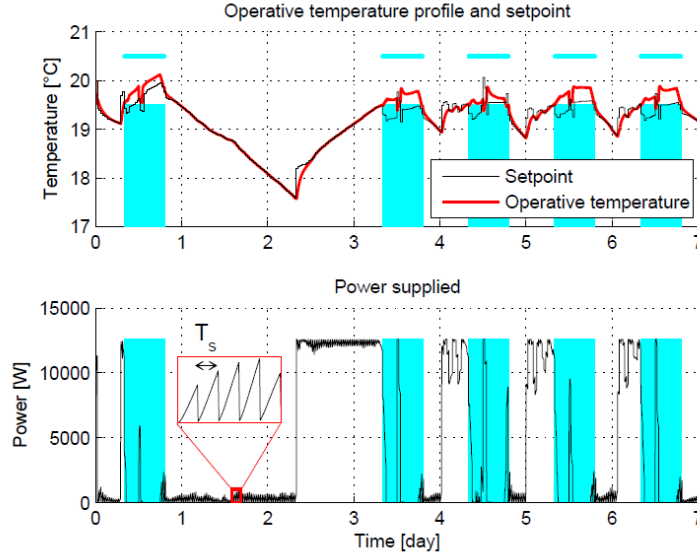 Operative temperature profile and setpoint
21
20
19
18
17
Temperature [°C]
Setpoint
Operative temperature
0 1 2 3 4 5 6 7
Power supplied
15000
10000
5000
0
Power [W]
Ts
0 1 2 3 4 5 6 7
Time [day]